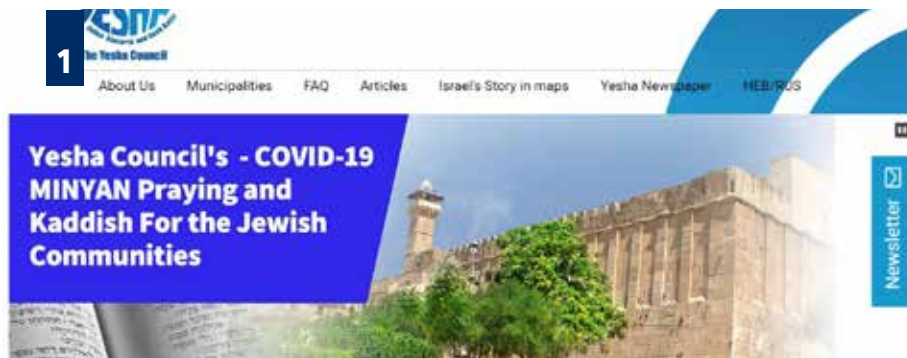 YESHA
The Yesha Council
1
About Us Municipalities FAQ Articles Israel's Story in maps Yesha Newspaper HEB/RUS
Yesha Council's - COVID-19
MINYAN Praying and
Kaddish For the Jewish
Communities
Newsletter